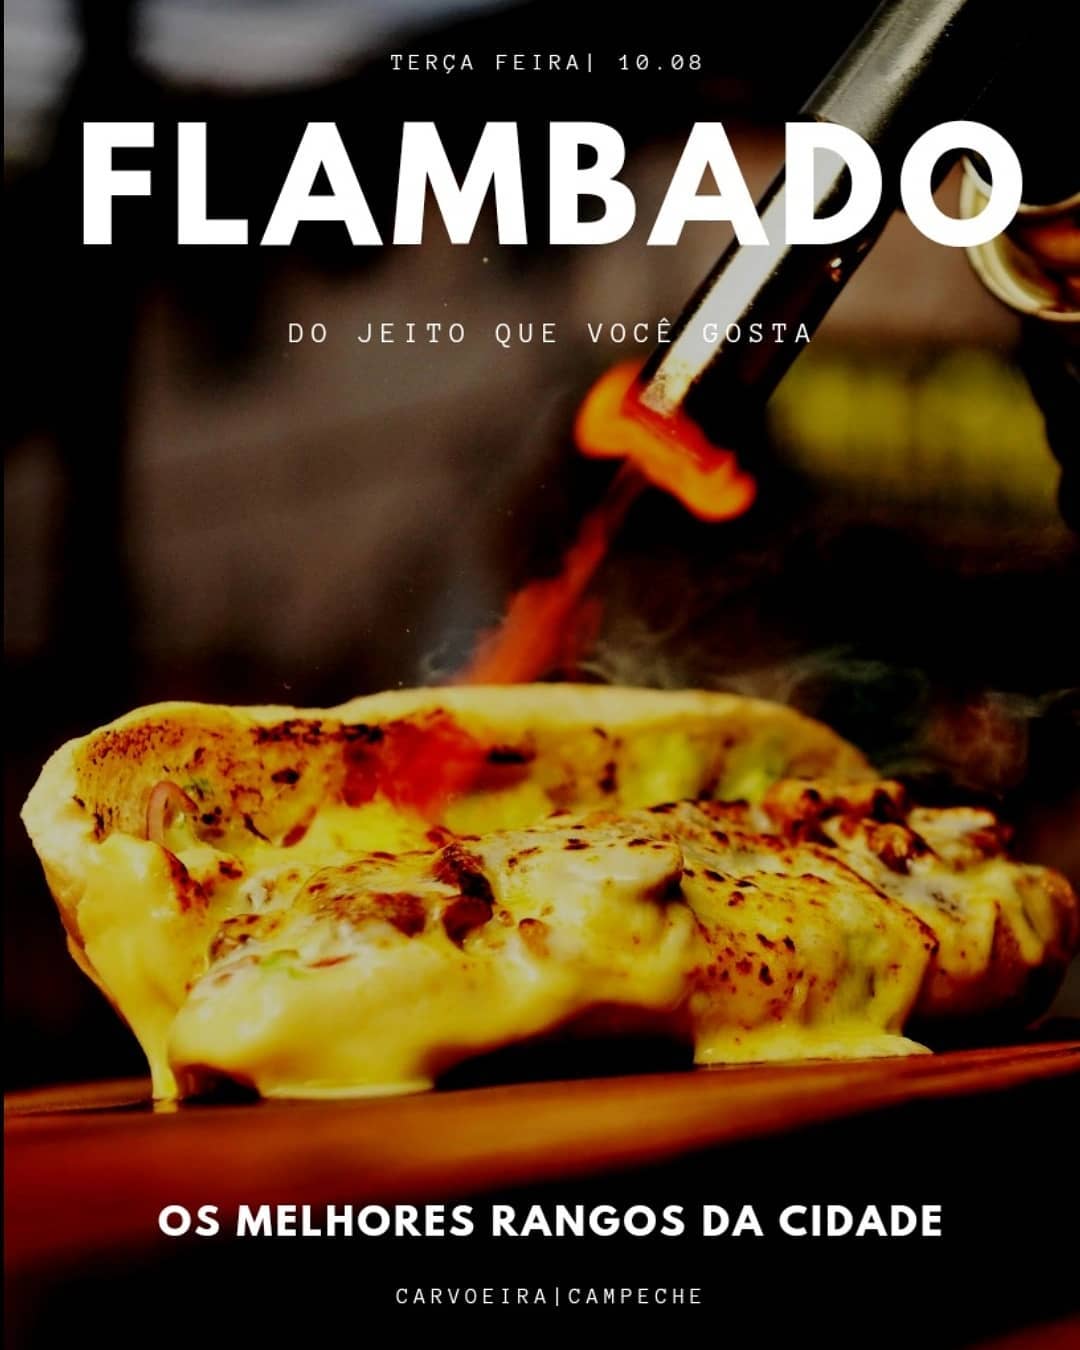 TERÇA FEIRA| 10.08
FLAMBADO
DO JEITO QUE VOCÊ GOSTA
OS MELHORES RANGOS DA CIDADE
CARVOEIRA|CAMPECHE